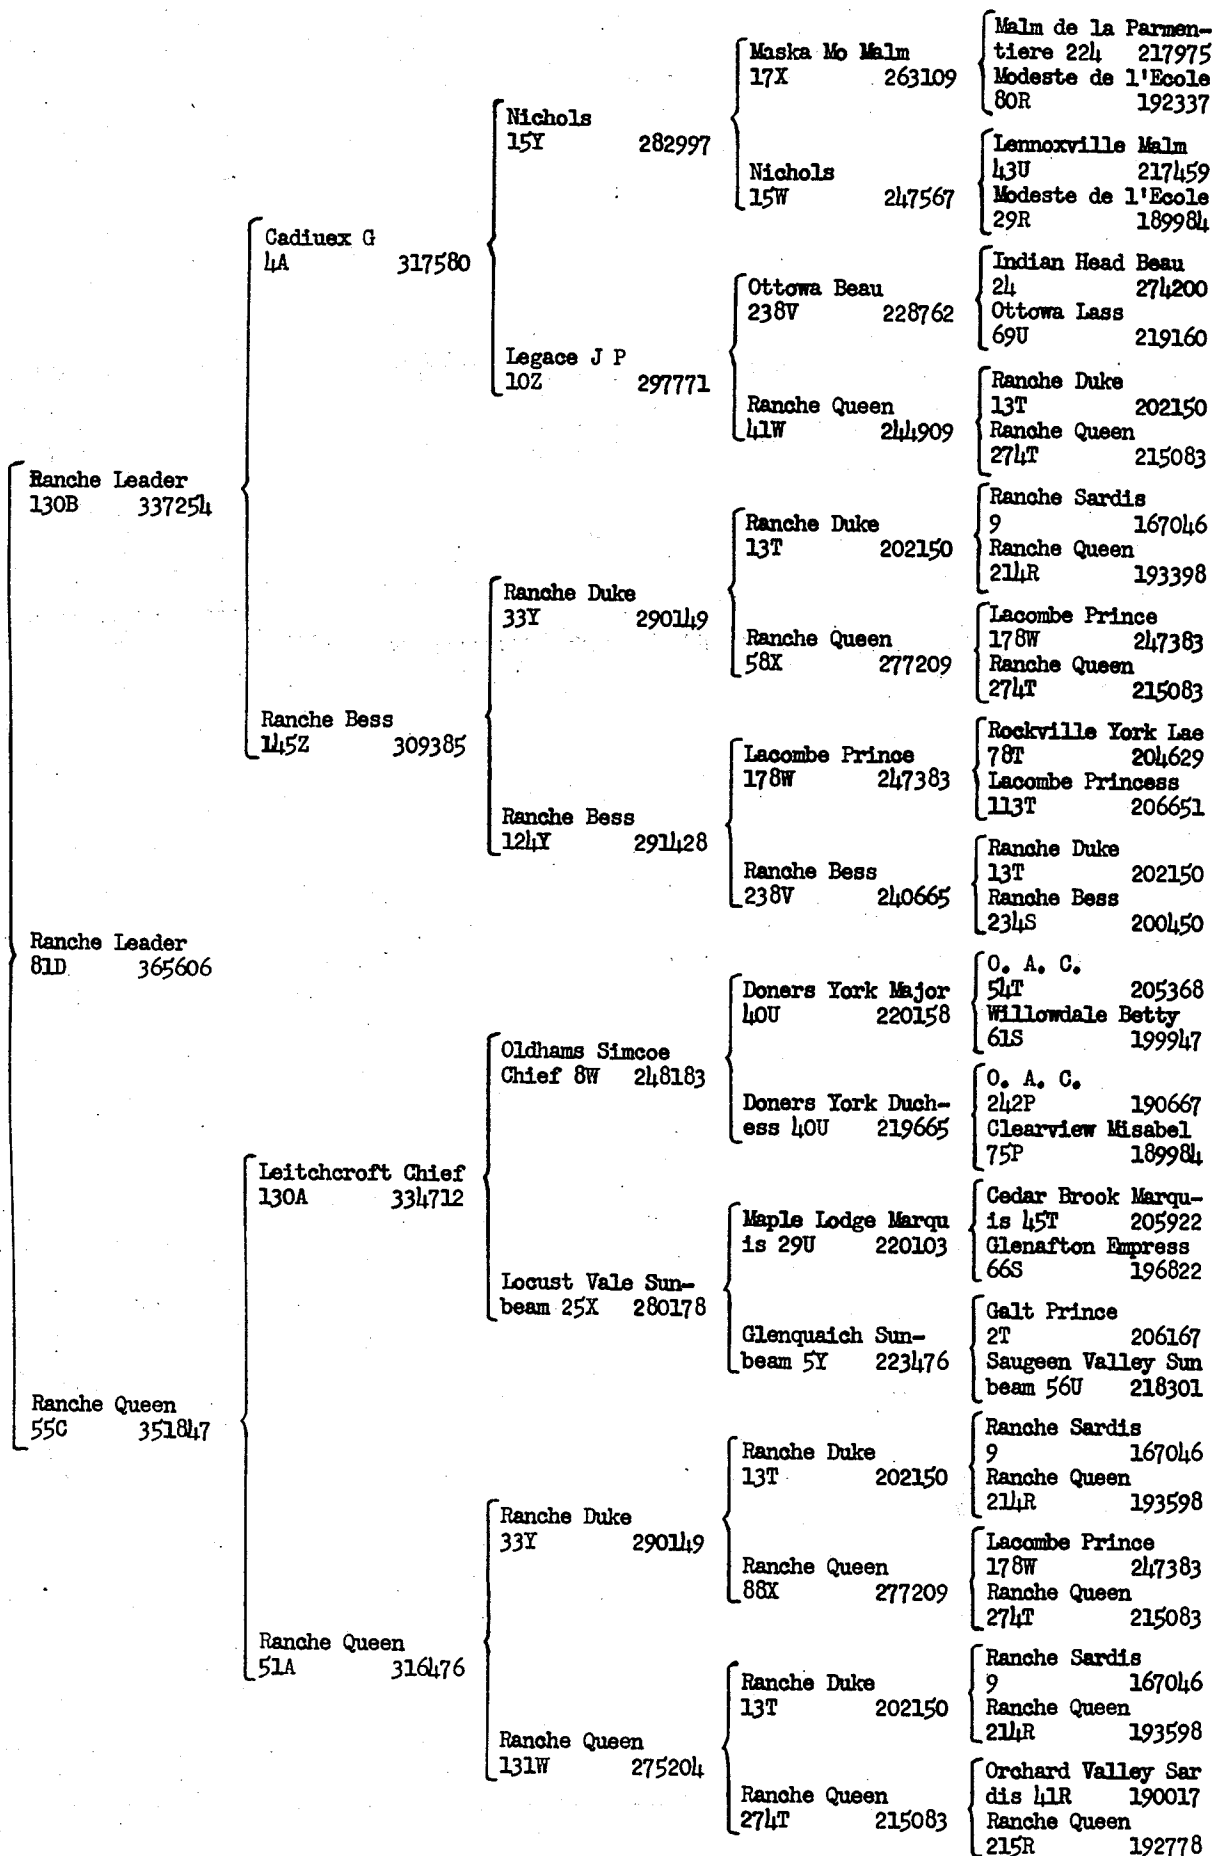 Ranche Leader
81D 365606
Ranche Leader
130B 337254
Ranche Queen
55C 351847
Cadiuex G
4A 317580
Ranche Bess
145Z 309385
Leitchcroft Chief
130A 334712
Ranche Queen
51A 316476
Nichols
15Y 282997
Legace J P
10Z 297771
Ranche Duke
33Y 290149
Ranche Bess
124Y 291428
Oldhams Simcoe
Chief 8W 248183
Locust Vale Sun-
beam 25X 280178
Ranche Duke
33Y 290149
Ranche Queen
131W 275204
Maska Mo Malm
17X 263109
Nichols
15W 247567
Ottowa Beau
238V 228762
Ranche Queen
41W 244909
Ranche Duke
13T 202150
Ranche Queen
58X 277209
Lacombe Prince
178W 247383
Ranche Bess
238V 240665
Doners York Major
40U 220158
Doners York Duch-
ess 40U 219665
Maple Lodge Marqu
is 29U 220103
Glenquaich Sun-
beam 5Y 223476
Ranche Duke
13T 202150
Ranche Queen
88X 277209
Ranche Duke
13T 202150
Ranche Queen
274T 215083
Malm de la Parmen-
tiere 224 217975
Modeste de l'Ecole
80R 192337
Lennoxville Malm
43U 217459
Modeste de l'Ecole
29R 189984
Indian Head Beau
24 274200
Ottowa Lass
69U 219160
Ranche Duke
13T 202150
Ranche Queen
274T 215083
Ranche Sardis
9 167046
Ranche Queen
214R 193398
Lacombe Prince
178W 247383
Ranche Queen
274T 215083
Rockville York Lae
78T 204629
Lacombe Princess
113T 206651
Ranche Duke
13T 202150
Ranche Bess
234S 200450
O. A. C.
54T 205368
Willowdale Betty
61S 199947
O. A. C.
242P 190667
Clearview Misabel
75P 189984
Cedar Brook Marqu-
is 45T 205922
Glenafton Empress
66S 196822
Galt Prince
2T 206167
Saugeen Valley Sun
beam 56U 218301
Ranche Sardis
9 167046
Ranche Queen
214R 193598
Lacombe Prince
178W 247383
Ranche Queen
274T 215083
Ranche Sardis
9 167046
Ranche Queen
214R 193598
Orchard Valley Sar
dis 41R 190017
Ranche Queen
215R 192778